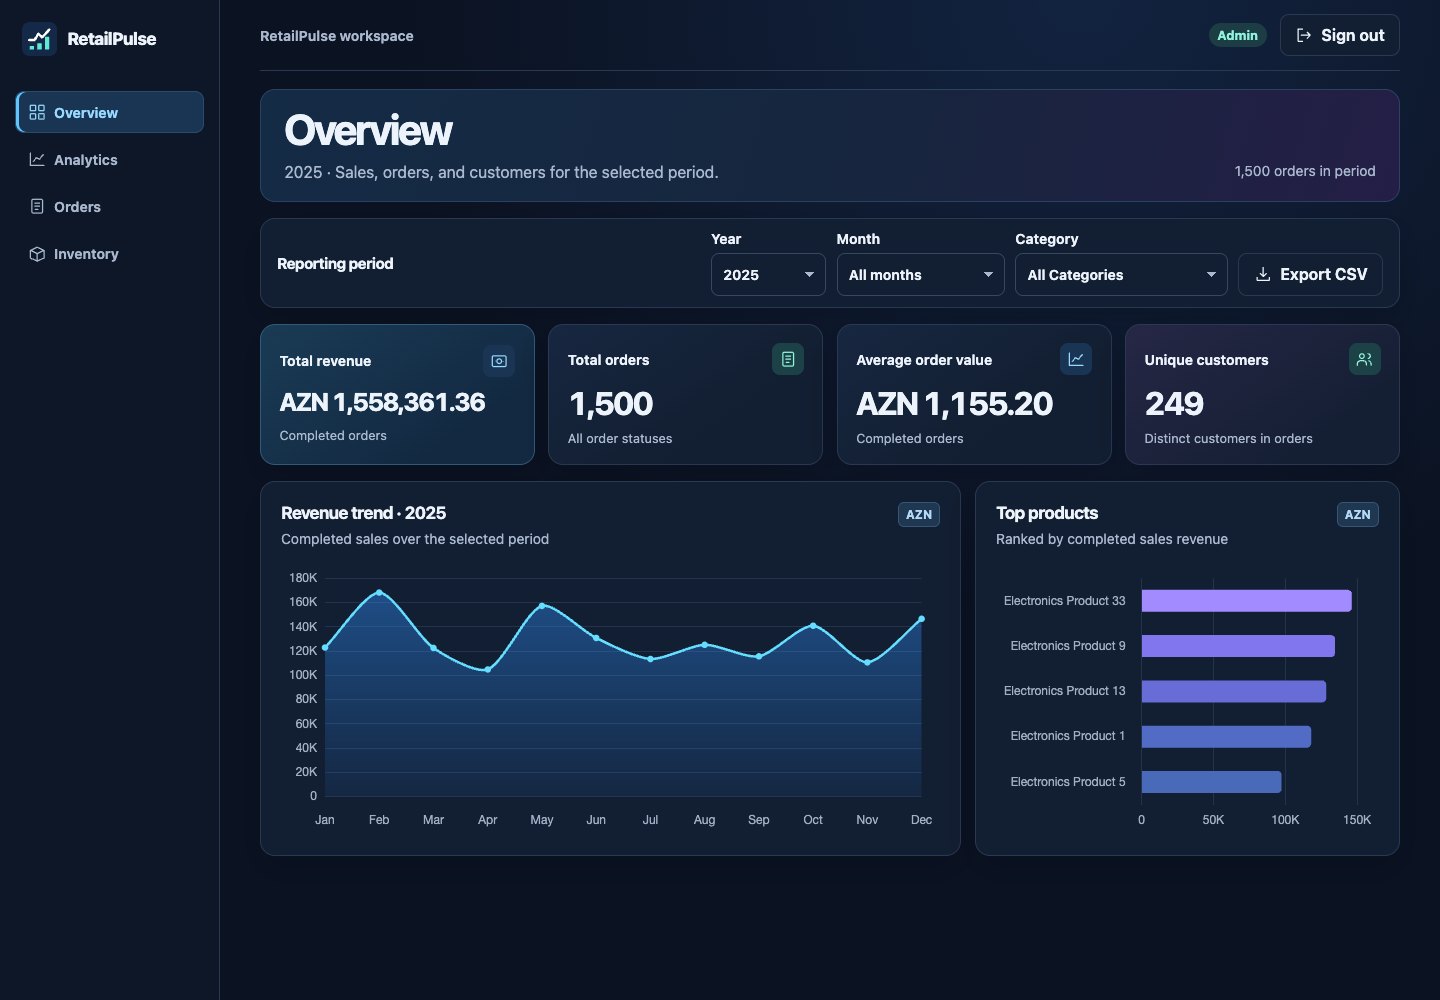 RetailPulse
Overview
Analytics
Orders
Inventory
RetailPulse workspace
Admin
Sign out
Overview
2025 · Sales, orders, and customers for the selected period.
1,500 orders in period
Reporting period
Year
2025
Month
All months
Category
All Categories
Export CSV
Total revenue
AZN 1,558,361.36
Completed orders
Total orders
1,500
All order statuses
Average order value
AZN 1,155.20
Completed orders
Unique customers
249
Distinct customers in orders
Revenue trend · 2025
AZN
Completed sales over the selected period
180K
160K
140K
120K
100K
80K
60K
40K
20K
0
Jan Feb Mar Apr May Jun Jul Aug Sep Oct Nov Dec
Top products
AZN
Ranked by completed sales revenue
Electronics Product 33
Electronics Product 9
Electronics Product 13
Electronics Product 1
Electronics Product 5
0 50K 100K 150K